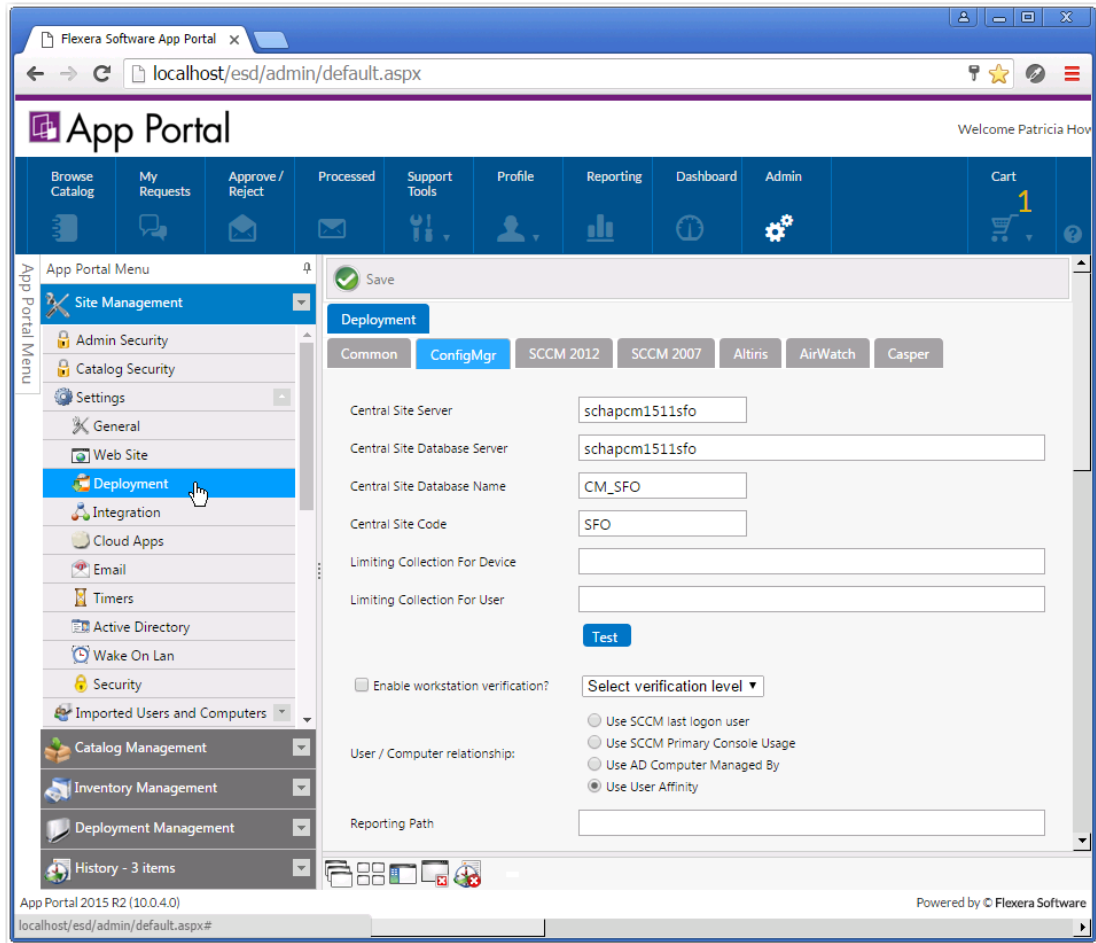 Flexera Software App Portal
localhost/esd/admin/default.aspx
App Portal
Welcome Patricia How
Browse Catalog
My Requests
Approve / Reject
Processed
Support Tools
Profile
Reporting
Dashboard
Admin
Cart
1
App Portal Menu
App Portal Menu
Site Management
Admin Security
Catalog Security
Settings
General
Web Site
Deployment
Integration
Cloud Apps
Email
Timers
Active Directory
Wake On Lan
Security
Imported Users and Computers
Catalog Management
Inventory Management
Deployment Management
History - 3 items
Save
Deployment
Common ConfigMgr SCCM 2012 SCCM 2007 Altiris AirWatch Casper
Central Site Server schapcm1511sfo
Central Site Database Server schapcm1511sfo
Central Site Database Name CM_SFO
Central Site Code SFO
Limiting Collection For Device
Limiting Collection For User
Test
Enable workstation verification? Select verification level
User / Computer relationship:
Use SCCM last logon user
Use SCCM Primary Console Usage
Use AD Computer Managed By
Use User Affinity
Reporting Path
App Portal 2015 R2 (10.0.4.0)
Powered by © Flexera Software
localhost/esd/admin/default.aspx#